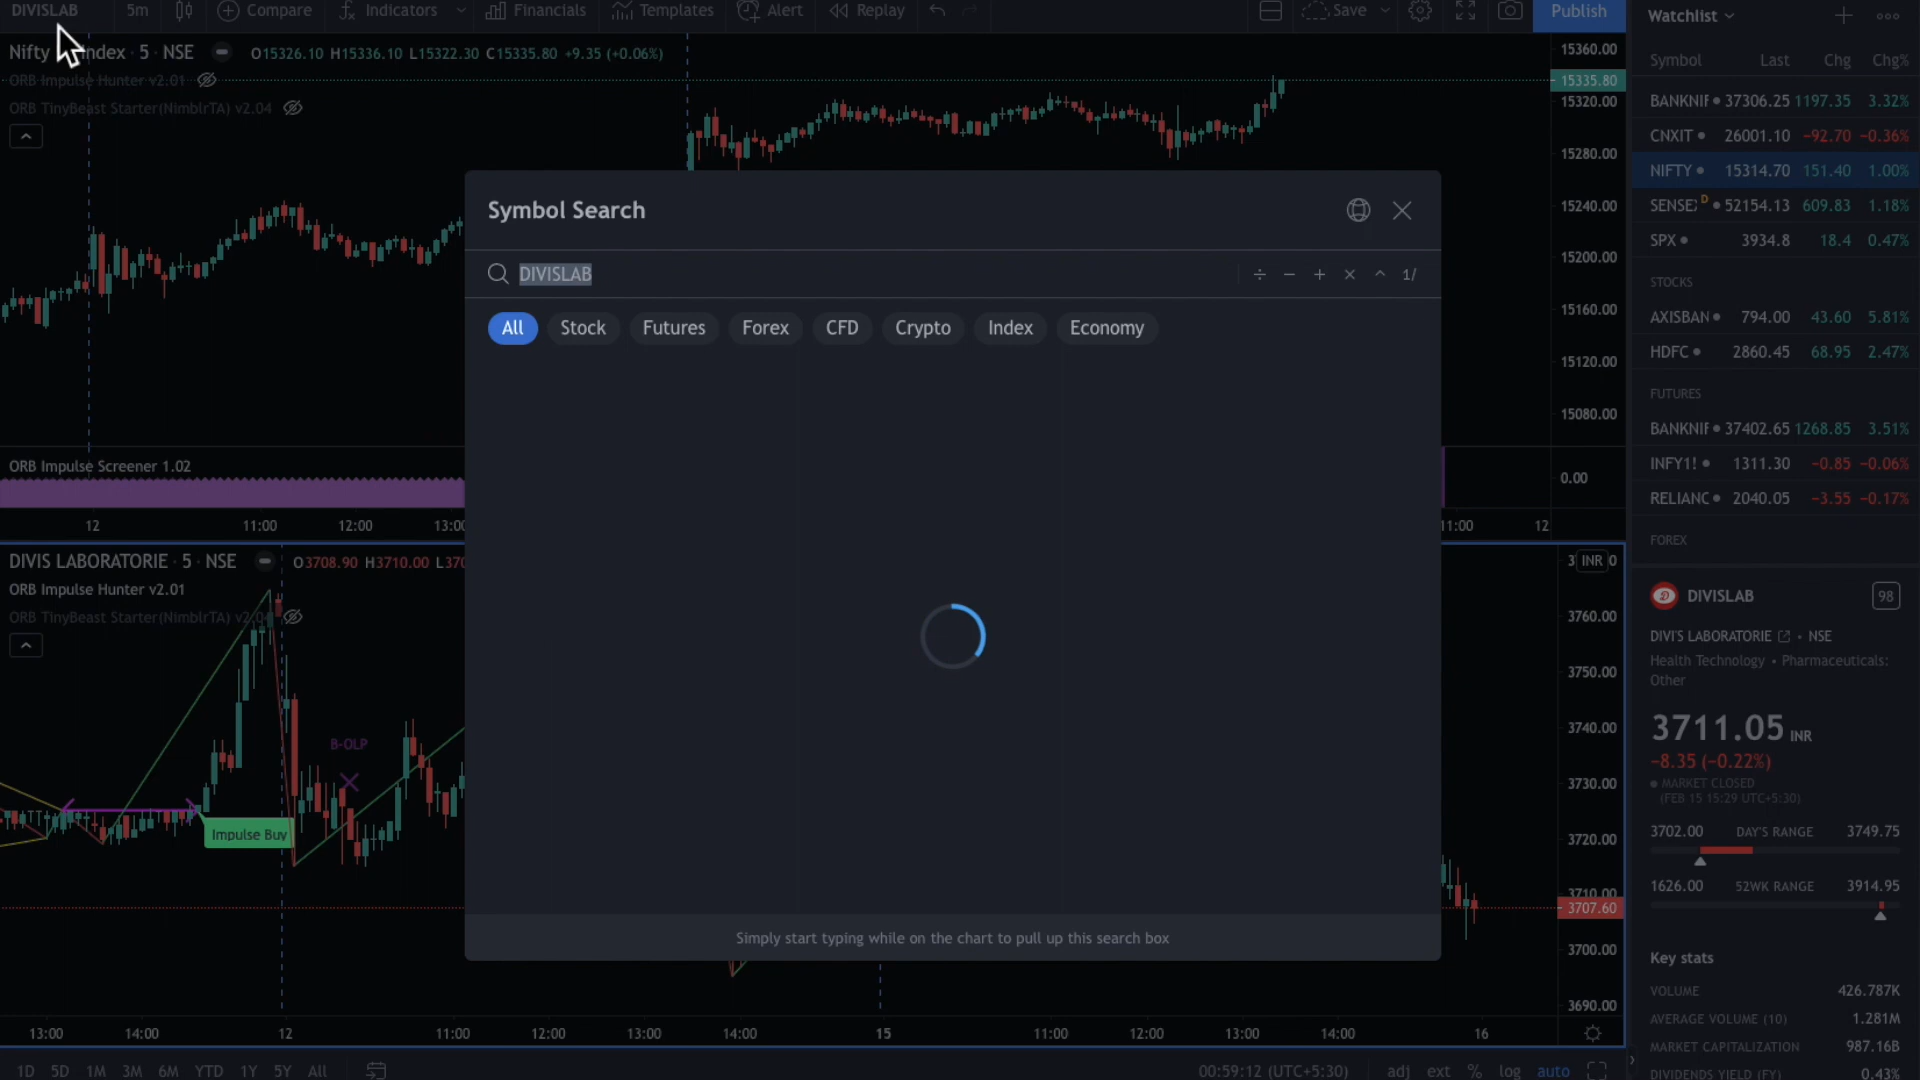 DIVISLAB 5m Compare Indicators Financials Templates Alert Replay Save Publish
Nifty ndex · 5 · NSE O15326.10 H15336.10 L15322.30 C15335.80 +9.35 (+0.06%)
ORB Impulse Hunter v2.01
ORB TinyBeast Starter(NimblrTA) v2.04
15360.00
15335.80
15320.00
15280.00
15240.00
15200.00
15160.00
15120.00
15080.00
ORB Impulse Screener 1.02
0.00
12 11:00 12:00 13:00 11:00 12
Symbol Search
DIVISLAB
÷ − + × ^ 1/
All Stock Futures Forex CFD Crypto Index Economy
Simply start typing while on the chart to pull up this search box
DIVIS LABORATORIE · 5 · NSE O3708.90 H3710.00 L370
ORB Impulse Hunter v2.01
ORB TinyBeast Starter(NimblrTA) v2.0
B-OLP
Impulse Buy
3 INR 0
3760.00
3750.00
3740.00
3730.00
3720.00
3710.00
3707.60
3700.00
3690.00
13:00 14:00 12 11:00 12:00 13:00 14:00 15 11:00 12:00 13:00 14:00 16
1D 5D 1M 3M 6M YTD 1Y 5Y All
00:59:12 (UTC+5:30) adj ext % log auto
Watchlist
Symbol Last Chg Chg%
BANKNIF 37306.25 1197.35 3.32%
CNXIT 26001.10 −92.70 −0.36%
NIFTY 15314.70 151.40 1.00%
SENSE D 52154.13 609.83 1.18%
SPX 3934.8 18.4 0.47%
STOCKS
AXISBAN 794.00 43.60 5.81%
HDFC 2860.45 68.95 2.47%
FUTURES
BANKNIF 37402.65 1268.85 3.51%
INFY1! 1311.30 −0.85 −0.06%
RELIANC 2040.05 −3.55 −0.17%
FOREX
DIVISLAB 98
DIVI'S LABORATORIE • NSE
Health Technology • Pharmaceuticals:
Other
3711.05 INR
−8.35 (−0.22%)
MARKET CLOSED
(FEB 15 15:29 UTC+5:30)
3702.00 DAY'S RANGE 3749.75
1626.00 52WK RANGE 3914.95
Key stats
VOLUME 426.787K
AVERAGE VOLUME (10) 1.281M
MARKET CAPITALIZATION 987.16B
DIVIDENDS YIELD (FY) 0.43%